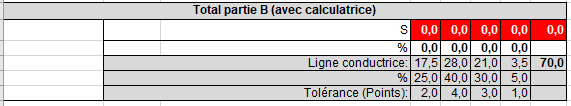 Total partie B (avec calculatrice)
S 0,0 0,0 0,0 0,0 0,0
% 0,0 0,0 0,0 0,0
Ligne conductrice: 17,5 28,0 21,0 3,5 70,0
% 25,0 40,0 30,0 5,0
Tolérance (Points): 2,0 4,0 3,0 1,0